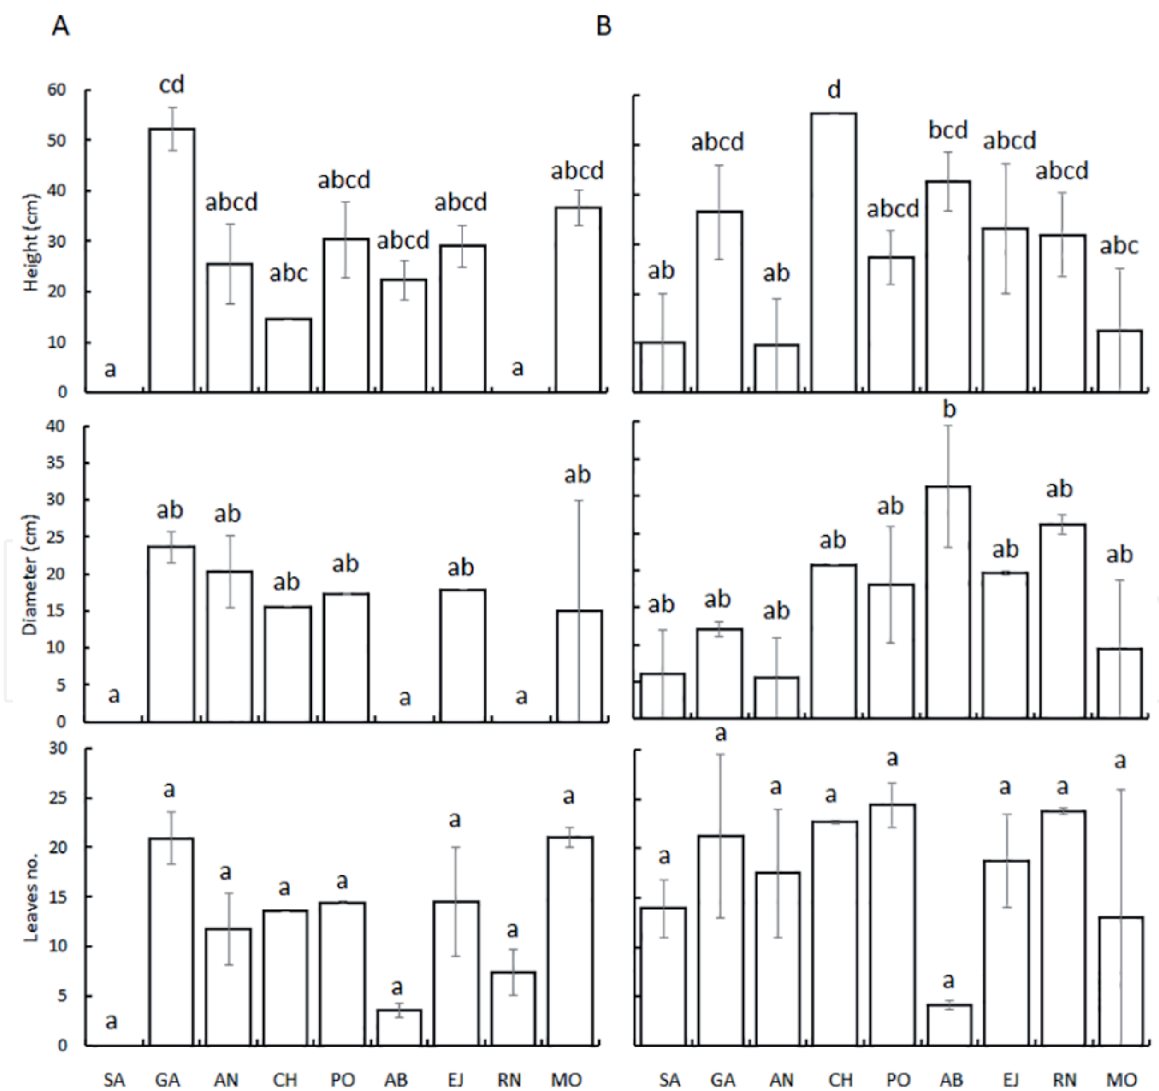 A B
60 cd d
50 abcd bcd abcd
40 abcd abcd abcd abcd abcd
30 abcd abcd abc
20 abc ab ab
10
a a
0
Height (cm)
40 b
35 ab ab
30 ab ab ab ab ab
25 ab ab
20 ab ab ab ab ab
15
10
5 a a a
0
Diameter (cm)
30 a a a
25 a a a a a
20 a
15 a a a a
10 a
5 a a
a
0
Leaves no.
SA GA AN CH PO AB EJ RN MO SA GA AN CH PO AB EJ RN MO